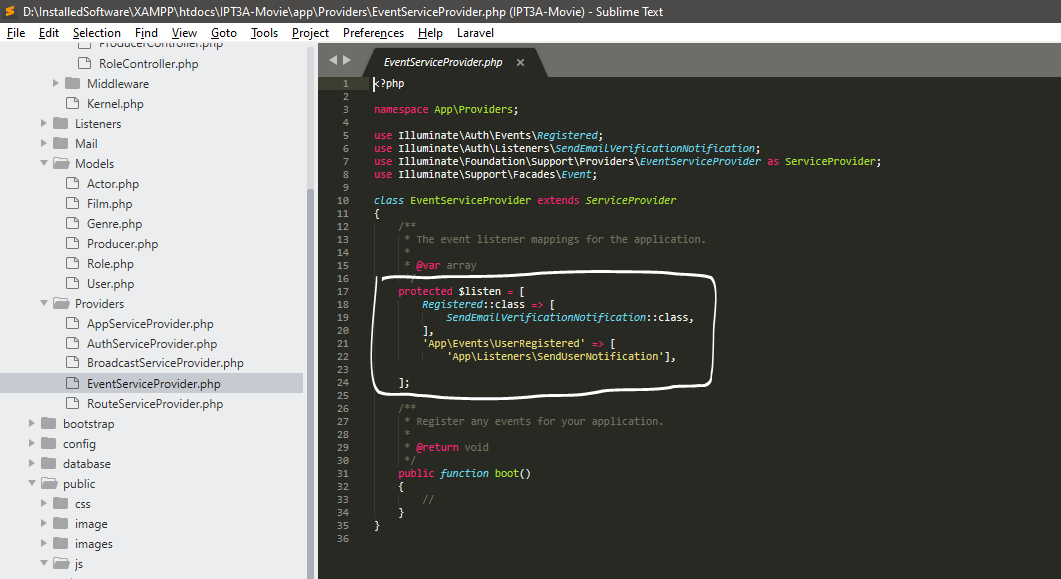 D:\InstalledSoftware\XAMPP\htdocs\IPT3A-Movie\app\Providers\EventServiceProvider.php (IPT3A-Movie) - Sublime Text
File Edit Selection Find View Goto Tools Project Preferences Help Laravel
ProducerController.php
RoleController.php
Middleware
Kernel.php
Listeners
Mail
Models
Actor.php
Film.php
Genre.php
Producer.php
Role.php
User.php
Providers
AppServiceProvider.php
AuthServiceProvider.php
BroadcastServiceProvider.php
EventServiceProvider.php
RouteServiceProvider.php
bootstrap
config
database
public
css
image
images
js
EventServiceProvider.php ×
1 <?php
2
3 namespace App\Providers;
4
5 use Illuminate\Auth\Events\Registered;
6 use Illuminate\Auth\Listeners\SendEmailVerificationNotification;
7 use Illuminate\Foundation\Support\Providers\EventServiceProvider as ServiceProvider;
8 use Illuminate\Support\Facades\Event;
9
10 class EventServiceProvider extends ServiceProvider
11 {
12 /**
13 * The event listener mappings for the application.
14 *
15 * @var array
16 */
17 protected $listen = [
18 Registered::class => [
19 SendEmailVerificationNotification::class,
20 ],
21 'App\Events\UserRegistered' => [
22 'App\Listeners\SendUserNotification'],
23
24 ];
25
26 /**
27 * Register any events for your application.
28 *
29 * @return void
30 */
31 public function boot()
32 {
33 //
34 }
35 }
36